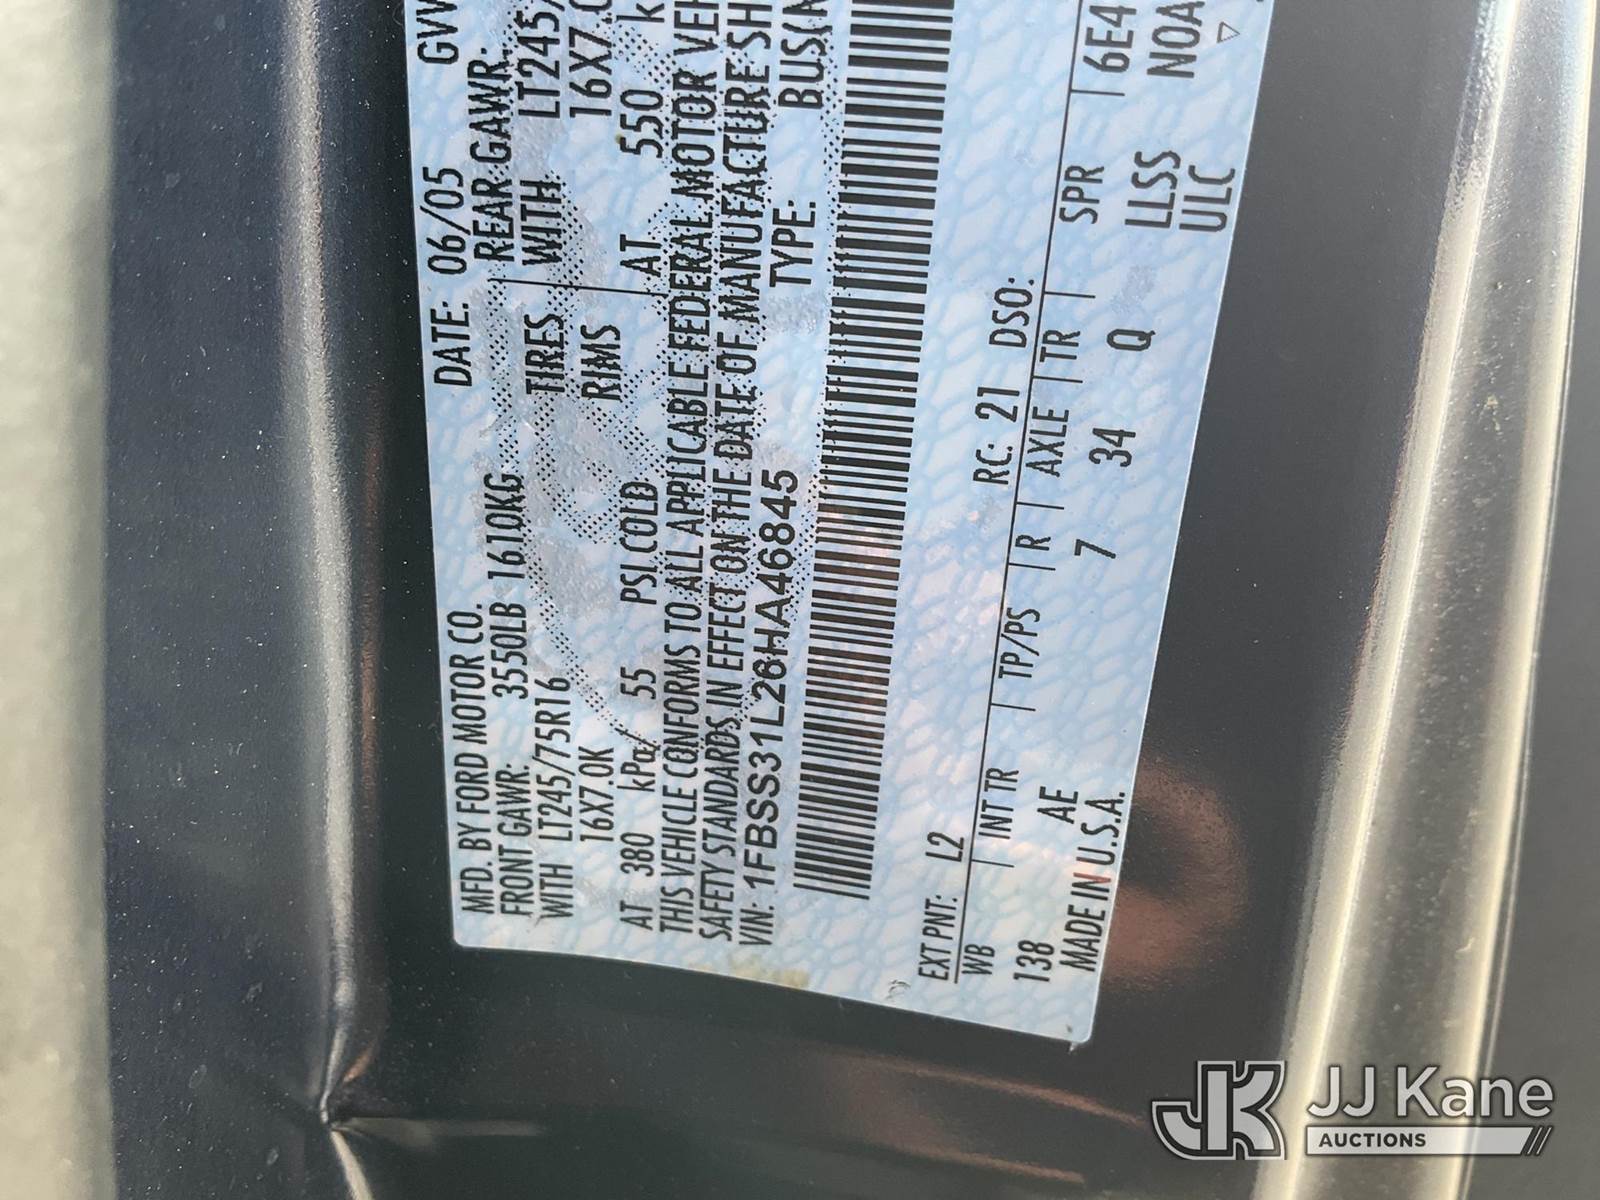 MFD. BY FORD MOTOR CO.
DATE: 06/05
FRONT GAWR: 3550LB 1610KG
REAR GAWR:
WITH LT245/75R16 TIRES
WITH LT245/
16X7.0K RIMS
16X7.0
AT 380 kPa/ 55 PSI COLD
AT 550 k
THIS VEHICLE CONFORMS TO ALL APPLICABLE FEDERAL MOTOR VEH
SAFETY STANDARDS IN EFFECT ON THE DATE OF MANUFACTURE SH
VIN: 1FBSS31L26HA46845 TYPE: BUS(
EXT PNT: L2 RC: 21 DSO:
WB | INT TR | TP/PS | R | AXLE | TR | SPR | 6E4
138 AE 7 34 Q LLSS NOA
MADE IN U.S.A. ULC
JK JJ Kane
AUCTIONS